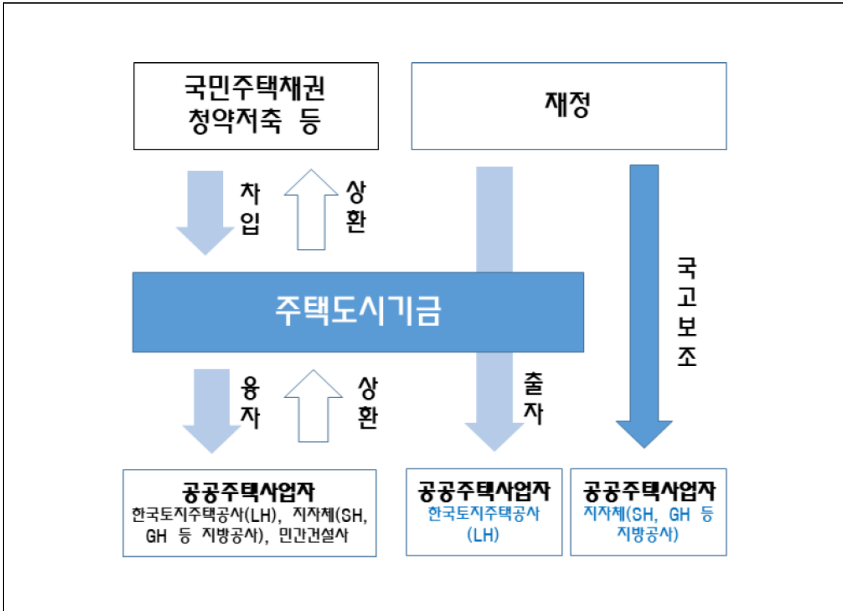 국민주택채권
청약저축 등
재정
차입
상환
국고보조
주택도시기금
융자
상환
출자
공공주택사업자
한국토지주택공사(LH), 지자체(SH,
GH 등 지방공사), 민간건설사
공공주택사업자
한국토지주택공사
(LH)
공공주택사업자
지자체(SH, GH 등
지방공사)